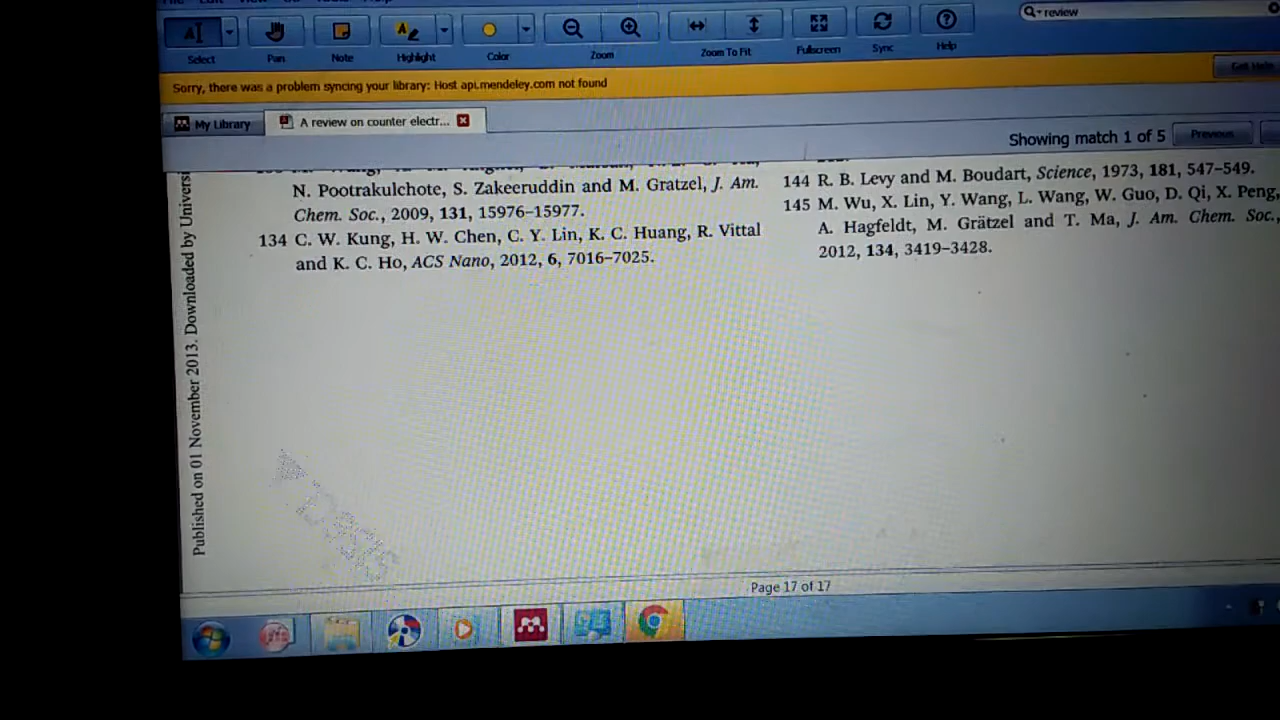 review
Select
Pan
Note
Highlight
Color
Zoom
Zoom To Fit
Fullscreen
Sync
Help
Sorry, there was a problem syncing your library: Host api.mendeley.com not found
Get Help
My Library
A review on counter electr...
Showing match 1 of 5
Previous
N. Pootrakulchote, S. Zakeeruddin and M. Gratzel, J. Am.
Chem. Soc., 2009, 131, 15976–15977.
134 C. W. Kung, H. W. Chen, C. Y. Lin, K. C. Huang, R. Vittal
and K. C. Ho, ACS Nano, 2012, 6, 7016–7025.
144 R. B. Levy and M. Boudart, Science, 1973, 181, 547–549.
145 M. Wu, X. Lin, Y. Wang, L. Wang, W. Guo, D. Qi, X. Peng,
A. Hagfeldt, M. Grätzel and T. Ma, J. Am. Chem. Soc.,
2012, 134, 3419–3428.
Published on 01 November 2013. Downloaded by Universi
Page 17 of 17